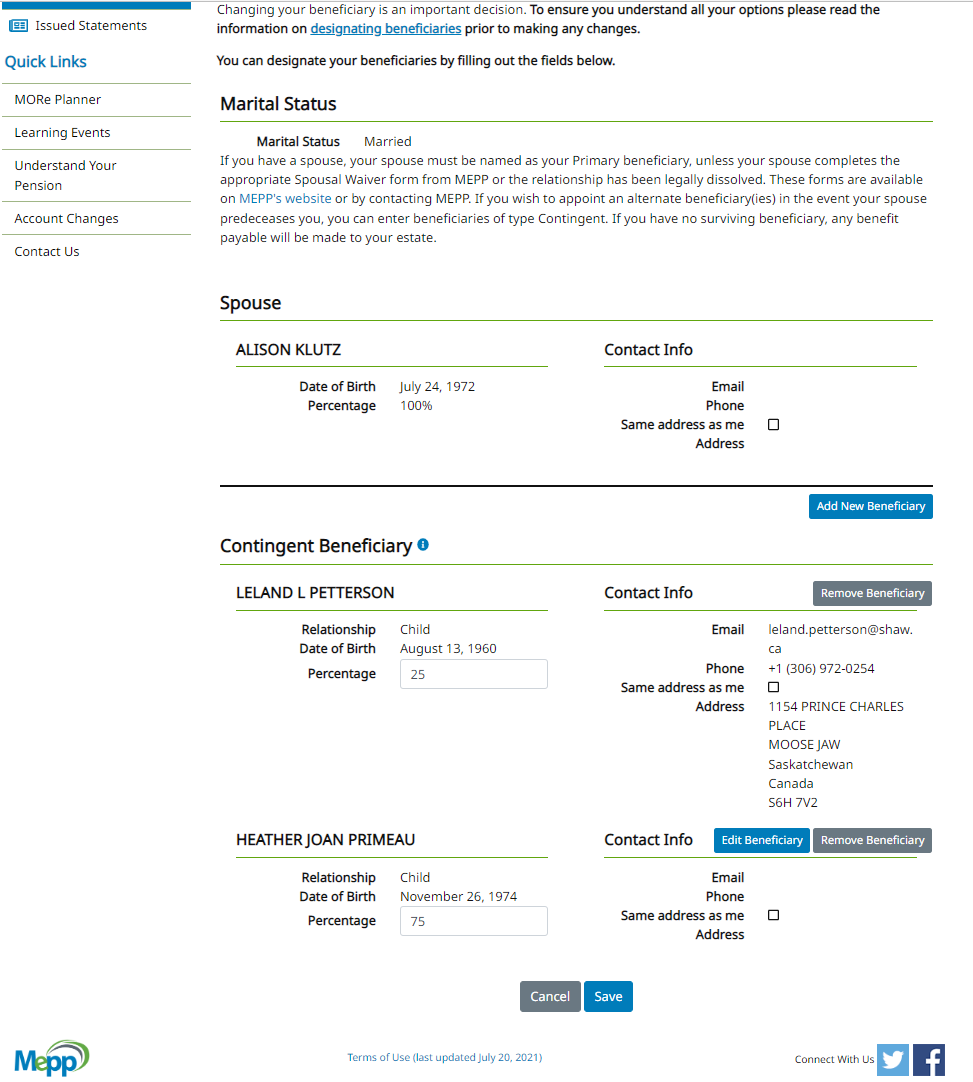 Issued Statements
Quick Links
MORe Planner
Learning Events
Understand Your
Pension
Account Changes
Contact Us
Changing your beneficiary is an important decision. To ensure you understand all your options please read the
information on designating beneficiaries prior to making any changes.
You can designate your beneficiaries by filling out the fields below.
Marital Status
Marital Status Married
If you have a spouse, your spouse must be named as your Primary beneficiary, unless your spouse completes the
appropriate Spousal Waiver form from MEPP or the relationship has been legally dissolved. These forms are available
on MEPP's website or by contacting MEPP. If you wish to appoint an alternate beneficiary(ies) in the event your spouse
predeceases you, you can enter beneficiaries of type Contingent. If you have no surviving beneficiary, any benefit
payable will be made to your estate.
Spouse
ALISON KLUTZ
Date of Birth July 24, 1972
Percentage 100%
Contact Info
Email
Phone
Same address as me
Address
Add New Beneficiary
Contingent Beneficiary
LELAND L PETTERSON
Relationship Child
Date of Birth August 13, 1960
Percentage 25
Contact Info Remove Beneficiary
Email leland.petterson@shaw.
ca
Phone +1 (306) 972-0254
Same address as me
Address 1154 PRINCE CHARLES
PLACE
MOOSE JAW
Saskatchewan
Canada
S6H 7V2
HEATHER JOAN PRIMEAU
Relationship Child
Date of Birth November 26, 1974
Percentage 75
Contact Info Edit Beneficiary Remove Beneficiary
Email
Phone
Same address as me
Address
Cancel Save
Mepp
Terms of Use (last updated July 20, 2021)
Connect With Us